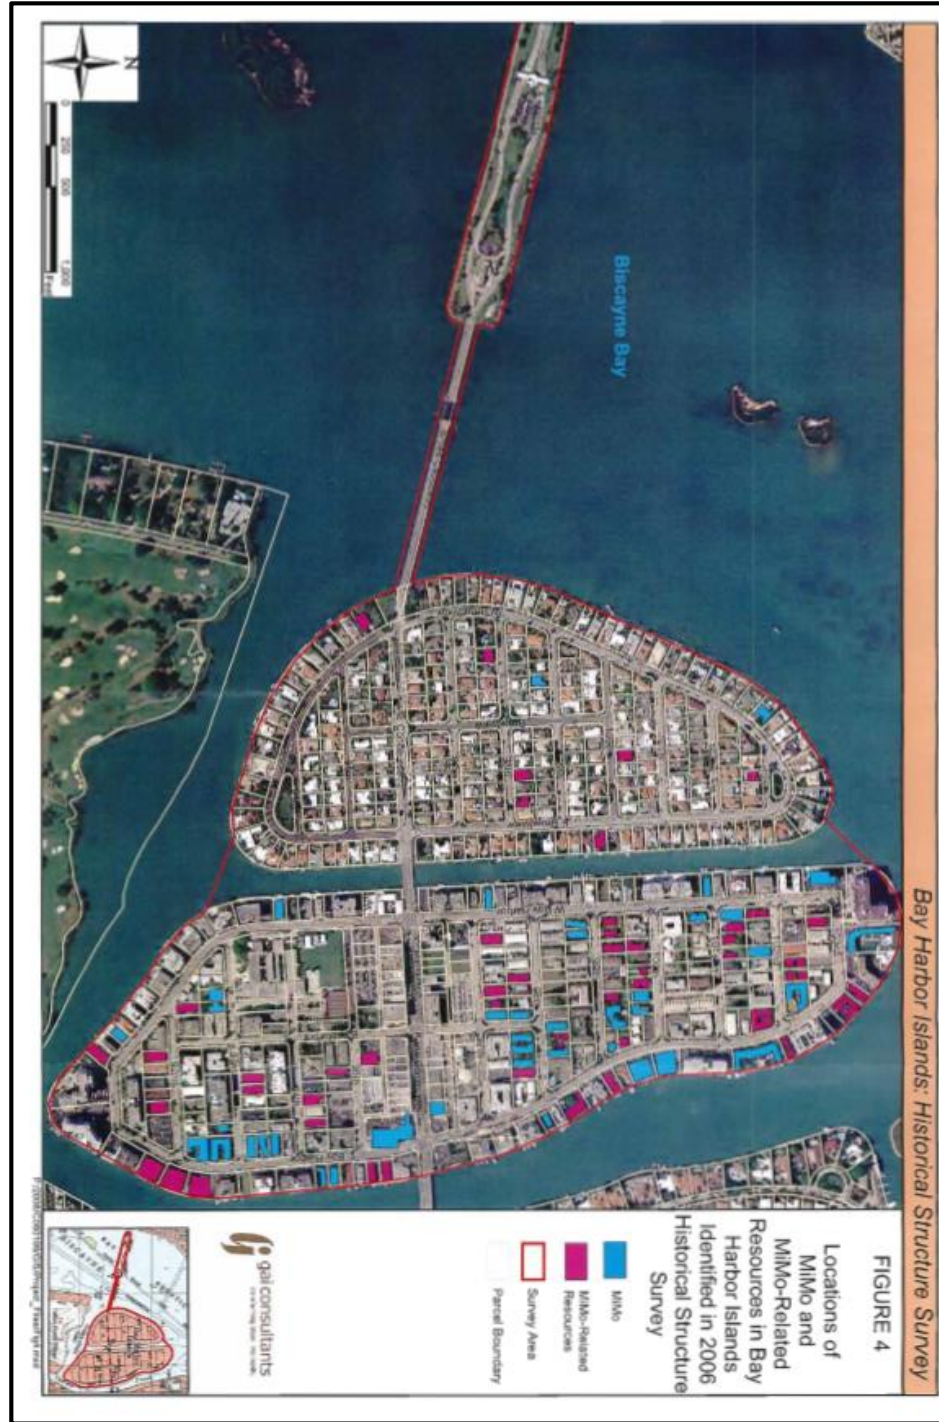 Bay Harbor Islands: Historical Structure Survey
N
0 250 500 1,000
Feet
Biscayne Bay
FIGURE 4
Locations of
MiMo and
MiMo-Related
Resources in Bay
Harbor Islands
Identified in 2006
Historical Structure
Survey
MiMo
MiMo-Related
Resources
Survey Area
Parcel Boundary
gai consultants